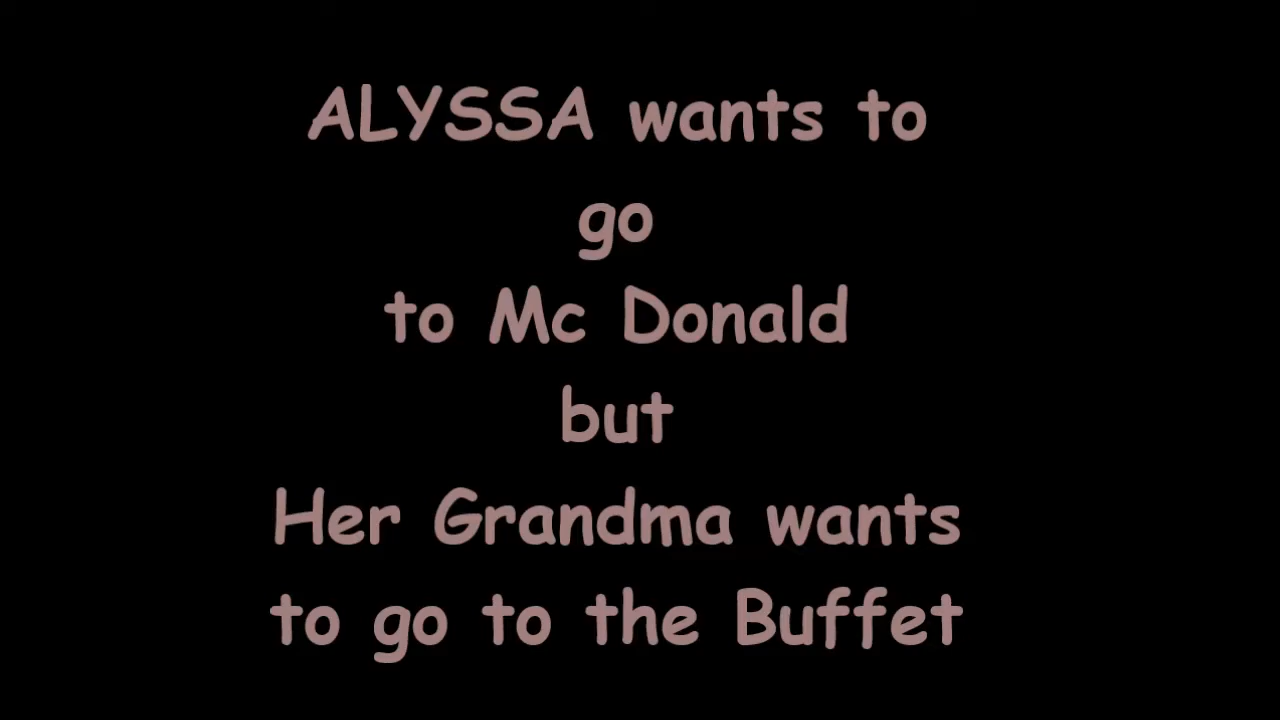 ALYSSA wants to
go
to Mc Donald
but
Her Grandma wants
to go to the Buffet